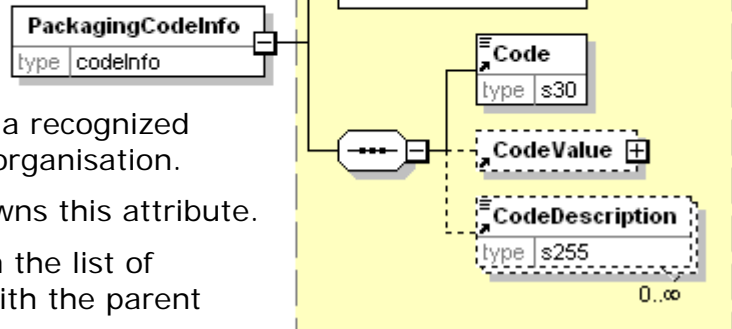 PackagingCodeInfo
type codeInfo
a recognized
organisation.
wns this attribute.
n the list of
ith the parent
Code
type s30
CodeValue
CodeDescription
type s255
0..∞